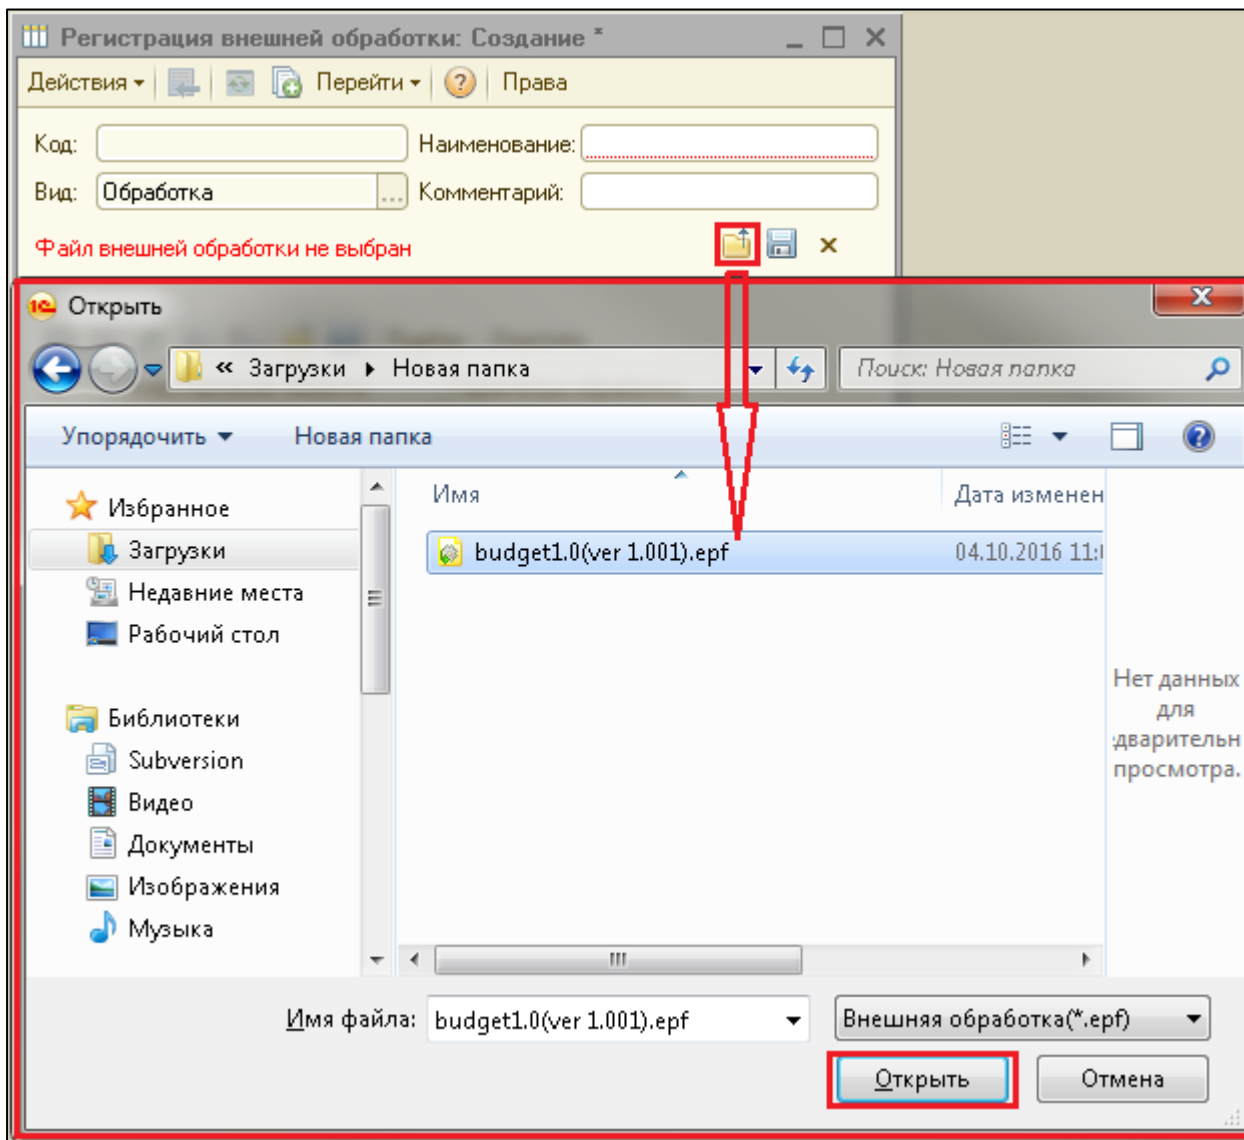 Регистрация внешней обработки: Создание *
Действия Перейти ? Права
Код: Наименование:
Вид: Обработка ... Комментарий:
Файл внешней обработки не выбран
Открыть
« Загрузки Новая папка Поиск: Новая папка
Упорядочить Новая папка
Имя Дата изменен
Избранное
Загрузки
Недавние места
Рабочий стол
budget1.0(ver 1.001).epf 04.10.2016 11:
Библиотеки
Subversion
Видео
Документы
Изображения
Музыка
Нет данных
для
дварительн
просмотра.
Имя файла: budget1.0(ver 1.001).epf Внешняя обработка(*.epf)
Открыть Отмена